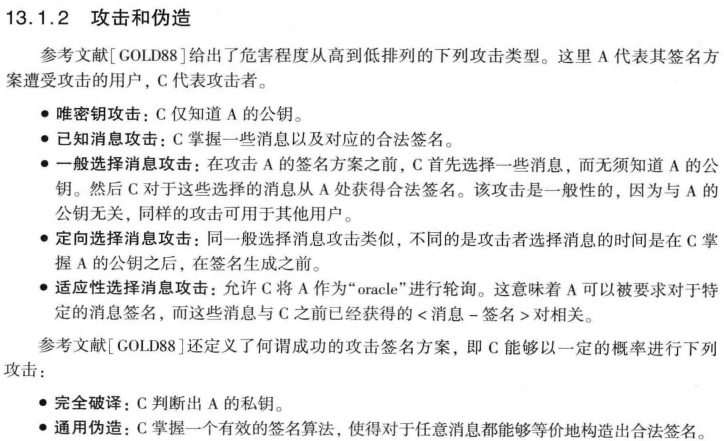 13.1.2 攻击和伪造
参考文献[GOLD88]给出了危害程度从高到低排列的下列攻击类型。这里 A 代表其签名方
案遭受攻击的用户，C 代表攻击者。
● 唯密钥攻击：C 仅知道 A 的公钥。
● 已知消息攻击：C 掌握一些消息以及对应的合法签名。
● 一般选择消息攻击：在攻击 A 的签名方案之前，C 首先选择一些消息，而无须知道 A 的公
钥。然后 C 对于这些选择的消息从 A 处获得合法签名。该攻击是一般性的，因为与 A 的
公钥无关，同样的攻击可用于其他用户。
● 定向选择消息攻击：同一般选择消息攻击类似，不同的是攻击者选择消息的时间是在 C 掌
握 A 的公钥之后，在签名生成之前。
● 适应性选择消息攻击：允许 C 将 A 作为“oracle”进行轮询。这意味着 A 可以被要求对于特
定的消息签名，而这些消息与 C 之前已经获得的 < 消息 – 签名 > 对相关。
参考文献[GOLD88]还定义了何谓成功的攻击签名方案，即 C 能够以一定的概率进行下列
攻击：
● 完全破译：C 判断出 A 的私钥。
● 通用伪造：C 掌握一个有效的签名算法，使得对于任意消息都能够等价地构造出合法签名。